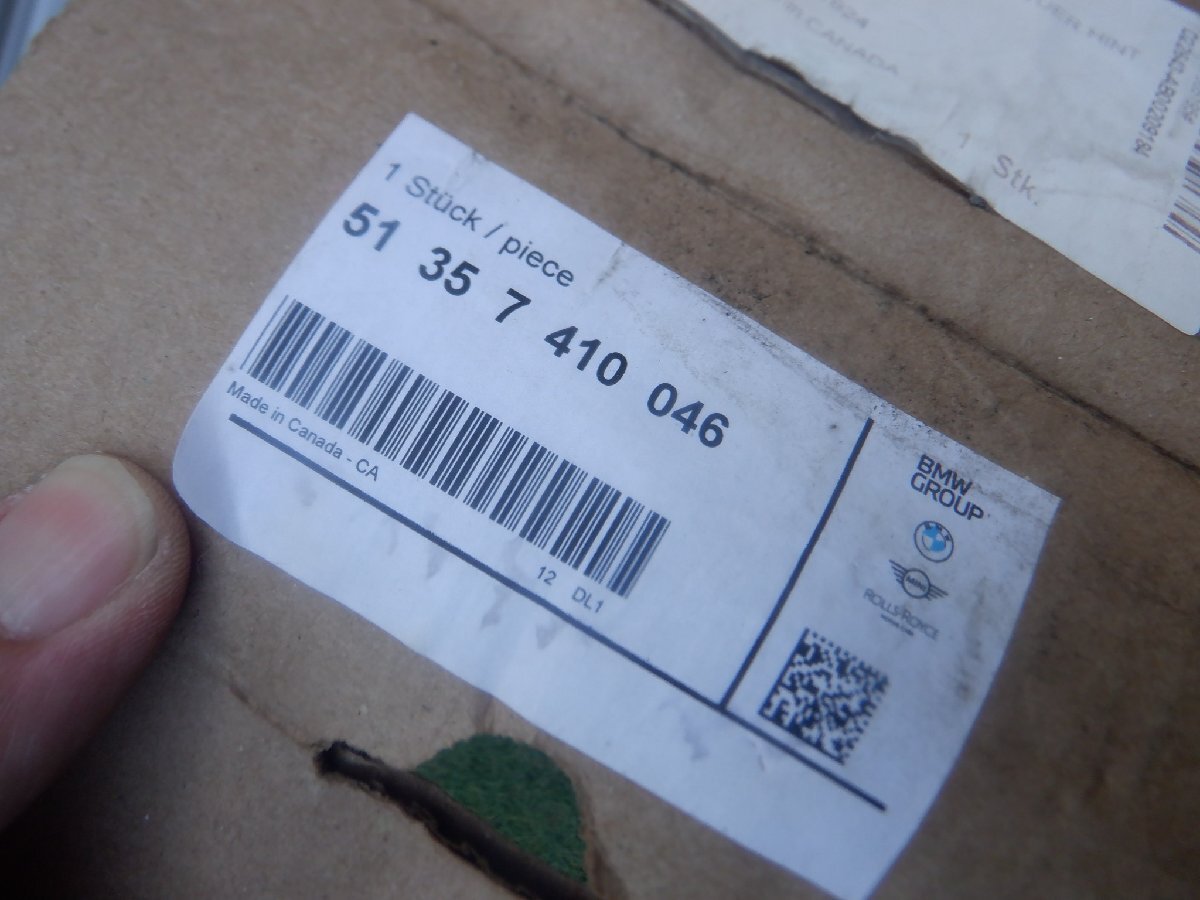 1 Stück / piece
51 35 7 410 046
Made in Canada - CA
12 DL1
BMW
GROUP
MINI
ROLLS-ROYCE
CANADA
1 Stk.